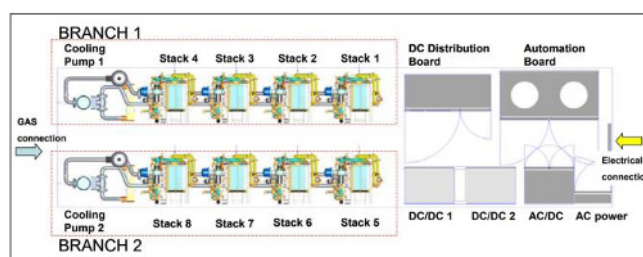 BRANCH 1
Cooling
Pump 1
Stack 4
Stack 3
Stack 2
Stack 1
DC Distribution
Board
Automation
Board
GAS
connection
Electrical
connection
Cooling
Pump 2
Stack 8
Stack 7
Stack 6
Stack 5
DC/DC 1
DC/DC 2
AC/DC
AC power
BRANCH 2